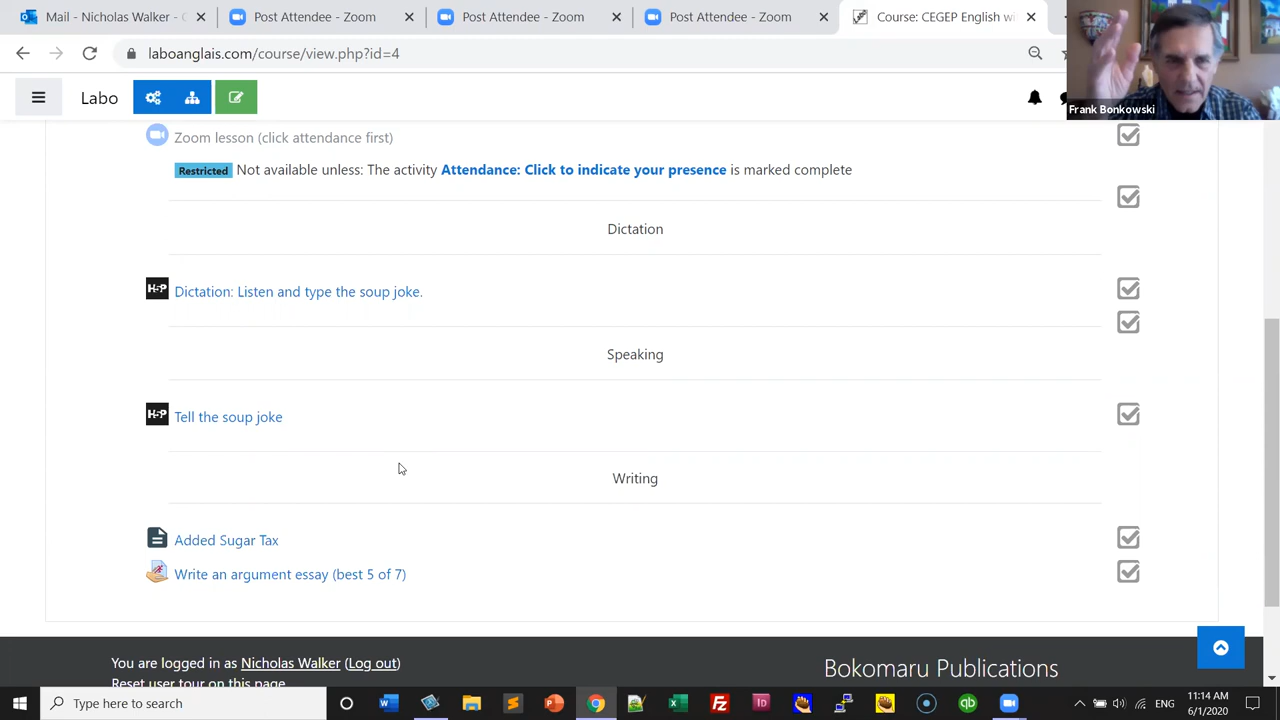 Mail - Nicholas Walker - 
Post Attendee - Zoom
Post Attendee - Zoom
Post Attendee - Zoom
Course: CEGEP English wi
laboanglais.com/course/view.php?id=4
Labo
Frank Bonkowski
Zoom lesson (click attendance first)
Restricted Not available unless: The activity Attendance: Click to indicate your presence is marked complete
Dictation
H5P Dictation: Listen and type the soup joke.
Speaking
H5P Tell the soup joke
Writing
Added Sugar Tax
Write an argument essay (best 5 of 7)
You are logged in as Nicholas Walker (Log out)
Bokomaru Publications
Reset user tour on this page
Type here to search
ENG
11:14 AM
6/1/2020